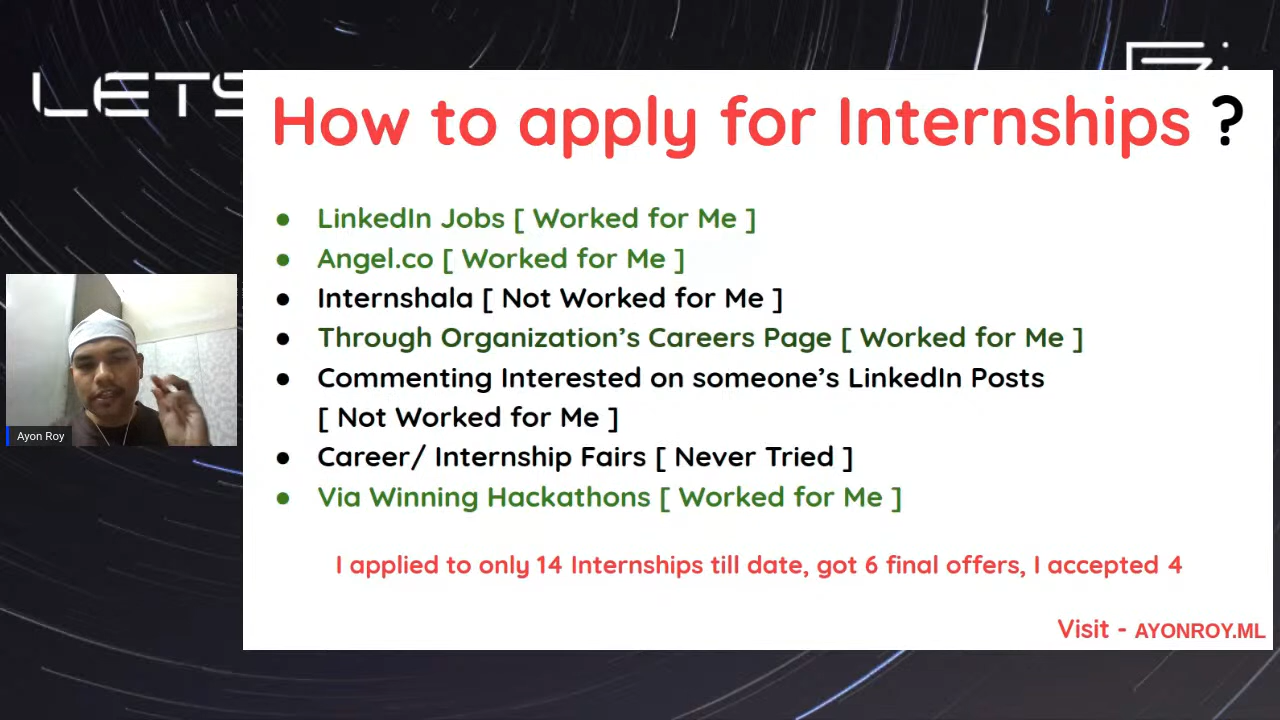 LETS
How to apply for Internships ?
● LinkedIn Jobs [ Worked for Me ]
● Angel.co [ Worked for Me ]
● Internshala [ Not Worked for Me ]
● Through Organization’s Careers Page [ Worked for Me ]
● Commenting Interested on someone’s LinkedIn Posts
[ Not Worked for Me ]
● Career/ Internship Fairs [ Never Tried ]
● Via Winning Hackathons [ Worked for Me ]
Ayon Roy
I applied to only 14 Internships till date, got 6 final offers, I accepted 4
Visit - AYONROY.ML